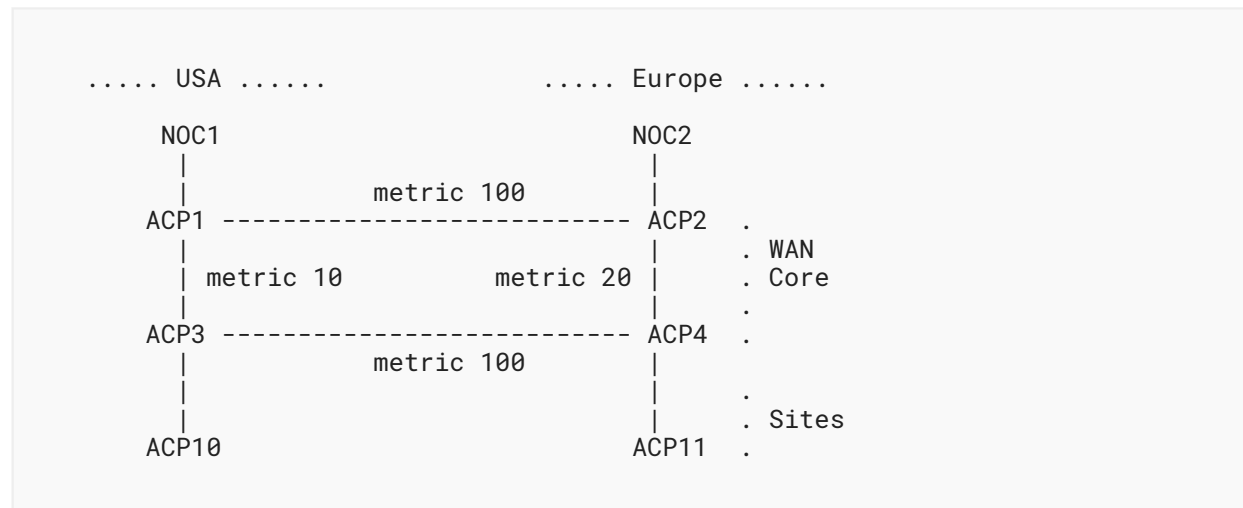 ..... USA ......                ..... Europe ......
NOC1                            NOC2
|                               |
|            metric 100         |
ACP1 --------------------------- ACP2  .
|                               |      . WAN
| metric 10          metric 20 |      . Core
|                               |      .
ACP3 --------------------------- ACP4  .
|            metric 100         |
|                               |      .
|                               |      . Sites
ACP10                           ACP11  .